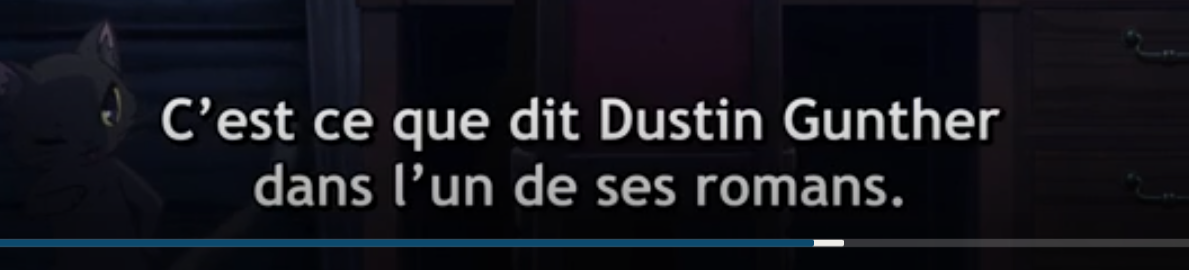 C’est ce que dit Dustin Gunther
dans l’un de ses romans.